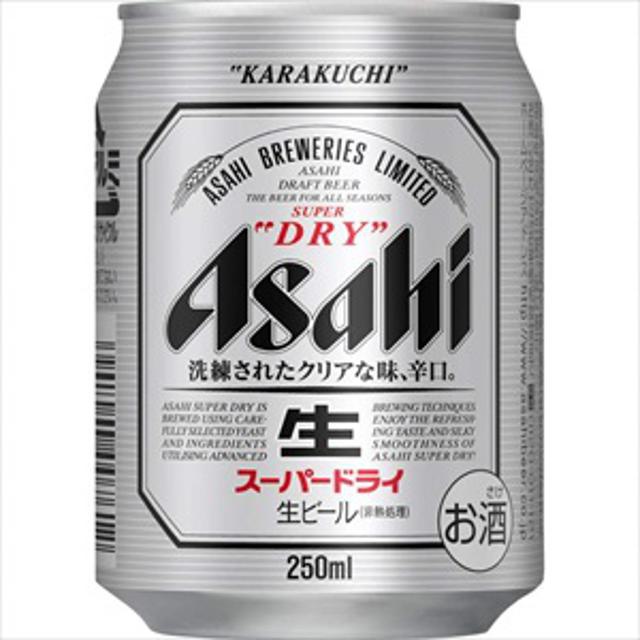 "KARAKUCHI"
ASAHI BREWERIES LIMITED
ASAHI
DRAFT BEER
THE BEER FOR ALL SEASONS
SUPER
"DRY"
Asahi
洗練されたクリアな味、辛口。
ASAHI SUPER DRY IS
BREWED USING CARE-
FULLY SELECTED YEAST
AND INGREDIENTS
UTILISING ADVANCED
生
BREWING TECHNIQUES
ENJOY THE REFRESH-
ING TASTE, AND SILKY
SMOOTHNESS OF
ASAHI SUPER DRY!
スーパードライ
生ビール(非熱処理)
さけ
お酒
250ml